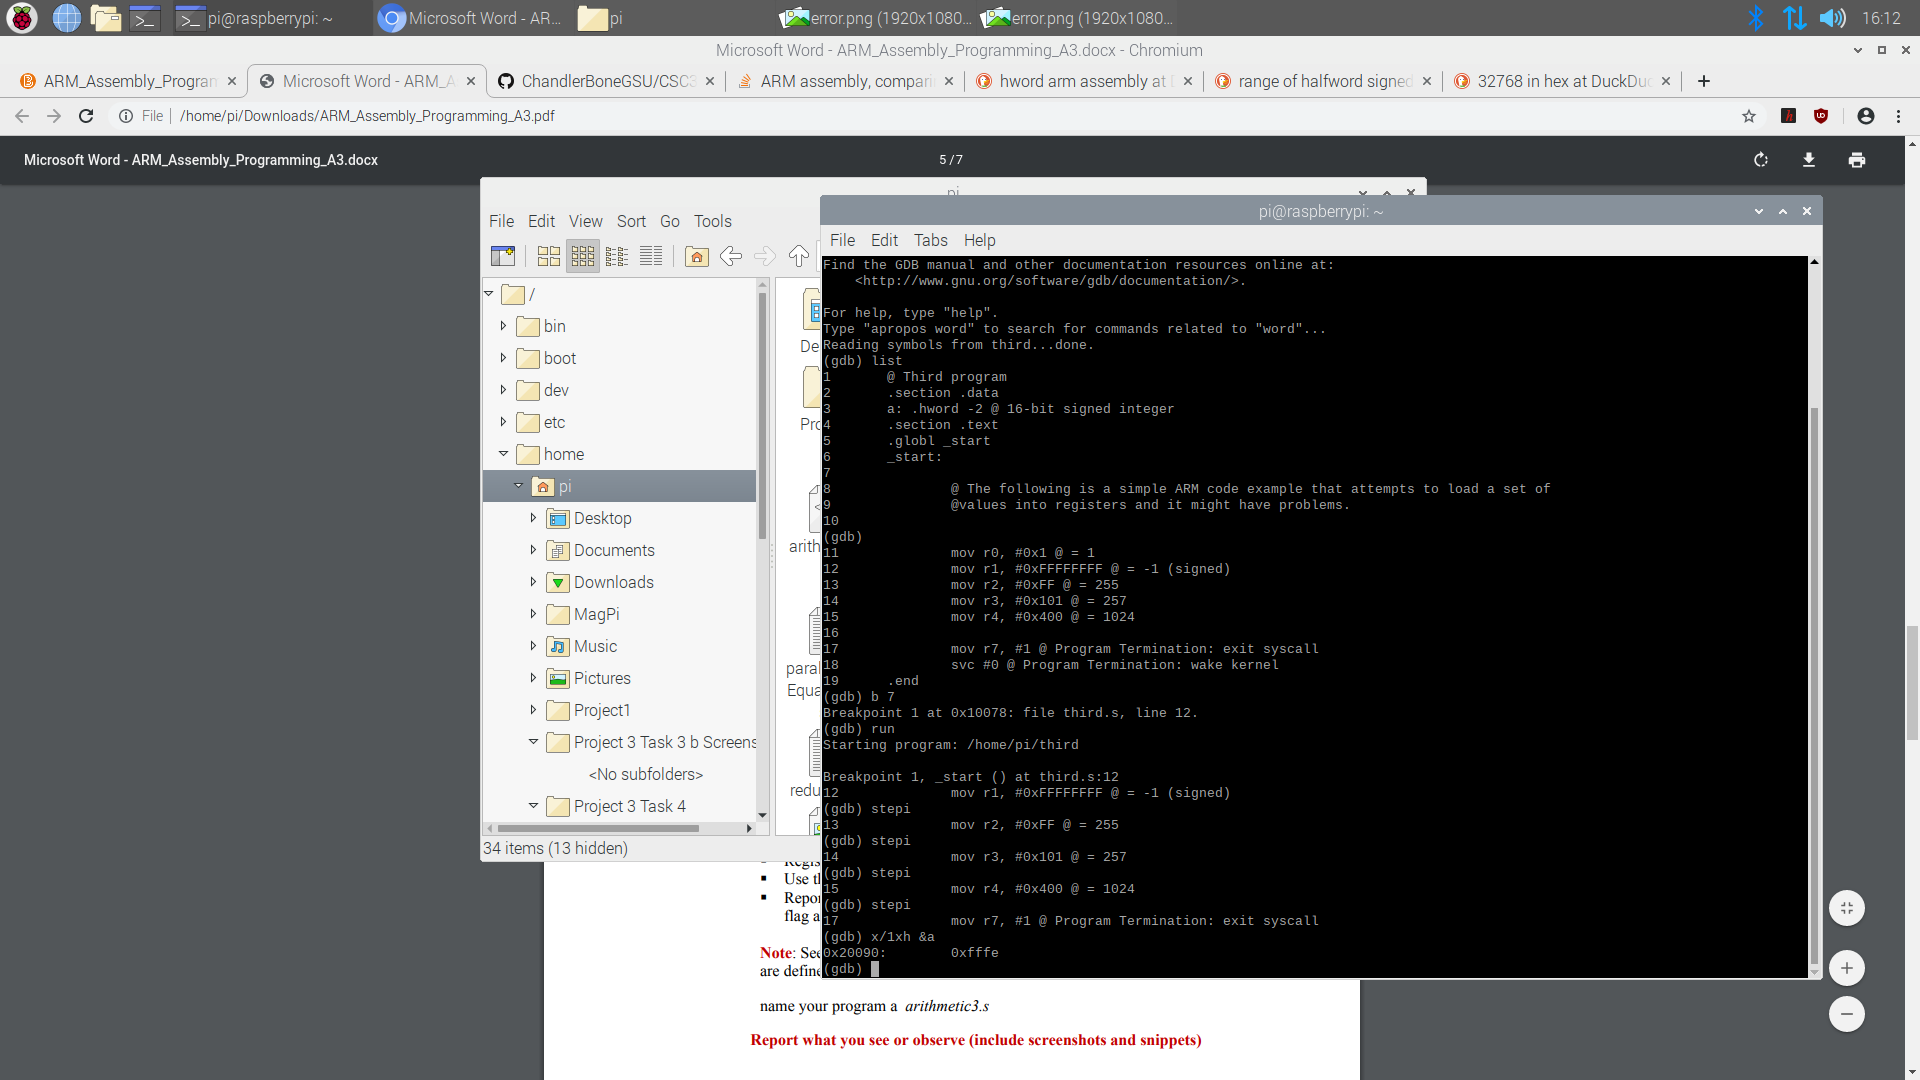 pi@raspberrypi: ~
Microsoft Word - AR...
pi
error.png (1920x1080...
error.png (1920x1080...
16:12
Microsoft Word - ARM_Assembly_Programming_A3.docx - Chromium
ARM_Assembly_Program
Microsoft Word - ARM_A
ChandlerBoneGSU/CSC3
ARM assembly, compari
hword arm assembly at D
range of halfword signed
32768 in hex at DuckDuc
File
/home/pi/Downloads/ARM_Assembly_Programming_A3.pdf
Microsoft Word - ARM_Assembly_Programming_A3.docx
5 / 7
pi
File Edit View Sort Go Tools
/
bin
boot
dev
etc
home
pi
Desktop
Documents
Downloads
MagPi
Music
Pictures
Project1
Project 3 Task 3 b Screens
<No subfolders>
Project 3 Task 4
De
Pro
arith
paral
Equa
redu
34 items (13 hidden)
pi@raspberrypi: ~
File Edit Tabs Help
Find the GDB manual and other documentation resources online at:
    <http://www.gnu.org/software/gdb/documentation/>.
For help, type "help".
Type "apropos word" to search for commands related to "word"...
Reading symbols from third...done.
(gdb) list
1       @ Third program
2       .section .data
3       a: .hword -2 @ 16-bit signed integer
4       .section .text
5       .globl _start
6       _start:
7
8               @ The following is a simple ARM code example that attempts to load a set of
9               @values into registers and it might have problems.
10
(gdb)
11              mov r0, #0x1 @ = 1
12              mov r1, #0xFFFFFFFF @ = -1 (signed)
13              mov r2, #0xFF @ = 255
14              mov r3, #0x101 @ = 257
15              mov r4, #0x400 @ = 1024
16
17              mov r7, #1 @ Program Termination: exit syscall
18              svc #0 @ Program Termination: wake kernel
19      .end
(gdb) b 7
Breakpoint 1 at 0x10078: file third.s, line 12.
(gdb) run
Starting program: /home/pi/third
Breakpoint 1, _start () at third.s:12
12              mov r1, #0xFFFFFFFF @ = -1 (signed)
(gdb) stepi
13              mov r2, #0xFF @ = 255
(gdb) stepi
14              mov r3, #0x101 @ = 257
(gdb) stepi
15              mov r4, #0x400 @ = 1024
(gdb) stepi
17              mov r7, #1 @ Program Termination: exit syscall
(gdb) x/1xh &a
0x20090:        0xfffe
(gdb)
Regis
Use th
Repor
flag a
Note: See
are define
name your program a arithmetic3.s
Report what you see or observe (include screenshots and snippets)